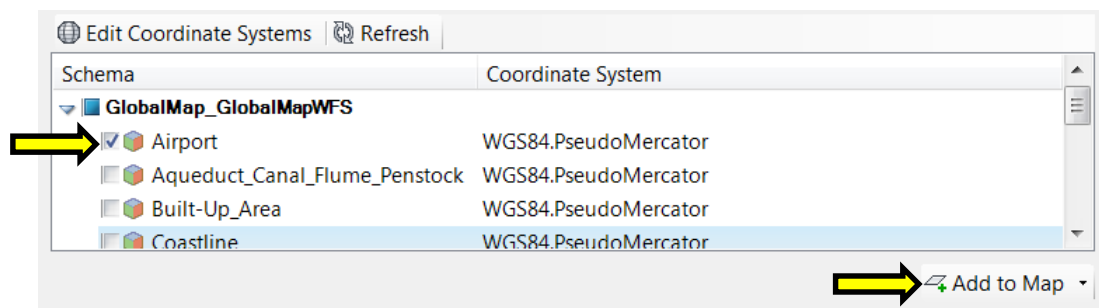 Edit Coordinate Systems Refresh
Schema Coordinate System
GlobalMap_GlobalMapWFS
Airport WGS84.PseudoMercator
Aqueduct_Canal_Flume_Penstock WGS84.PseudoMercator
Built-Up_Area WGS84.PseudoMercator
Coastline WGS84.PseudoMercator
Add to Map